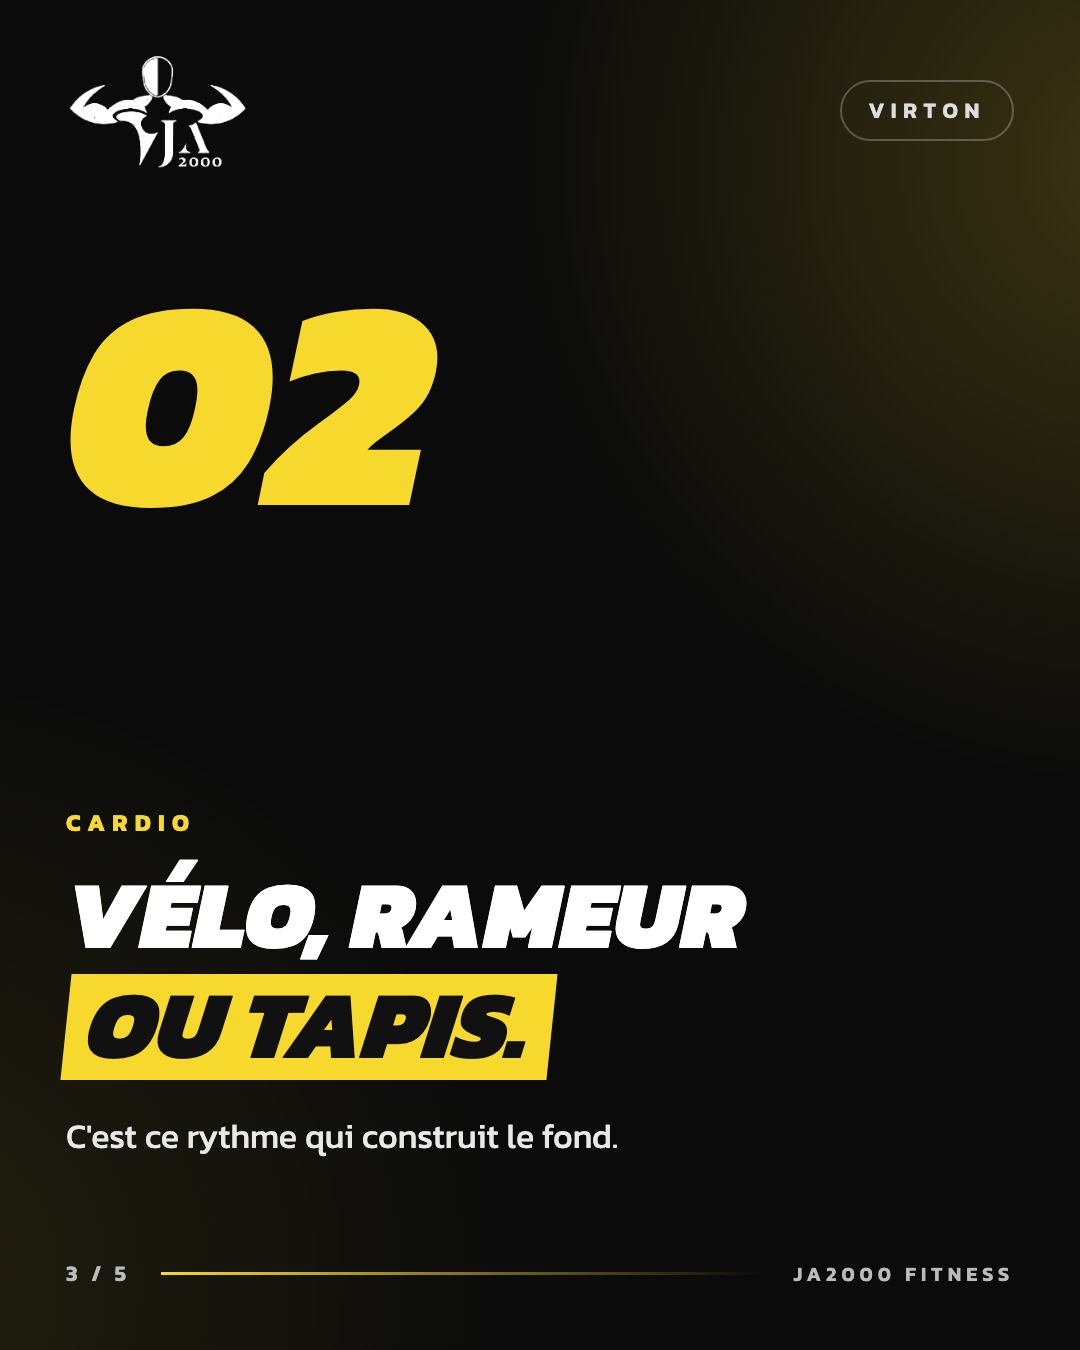 JA
2000
VIRTON
02
CARDIO
VÉLO, RAMEUR
OU TAPIS.
C'est ce rythme qui construit le fond.
3 / 5
JA2000 FITNESS